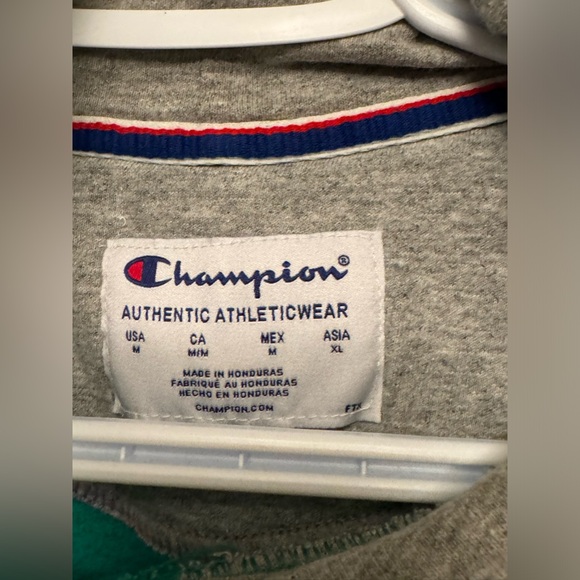 Champion®
AUTHENTIC ATHLETICWEAR
USA CA MEX ASIA
M M/M M XL
MADE IN HONDURAS
FABRIQUÉ AU HONDURAS
HECHO EN HONDURAS
CHAMPION.COM